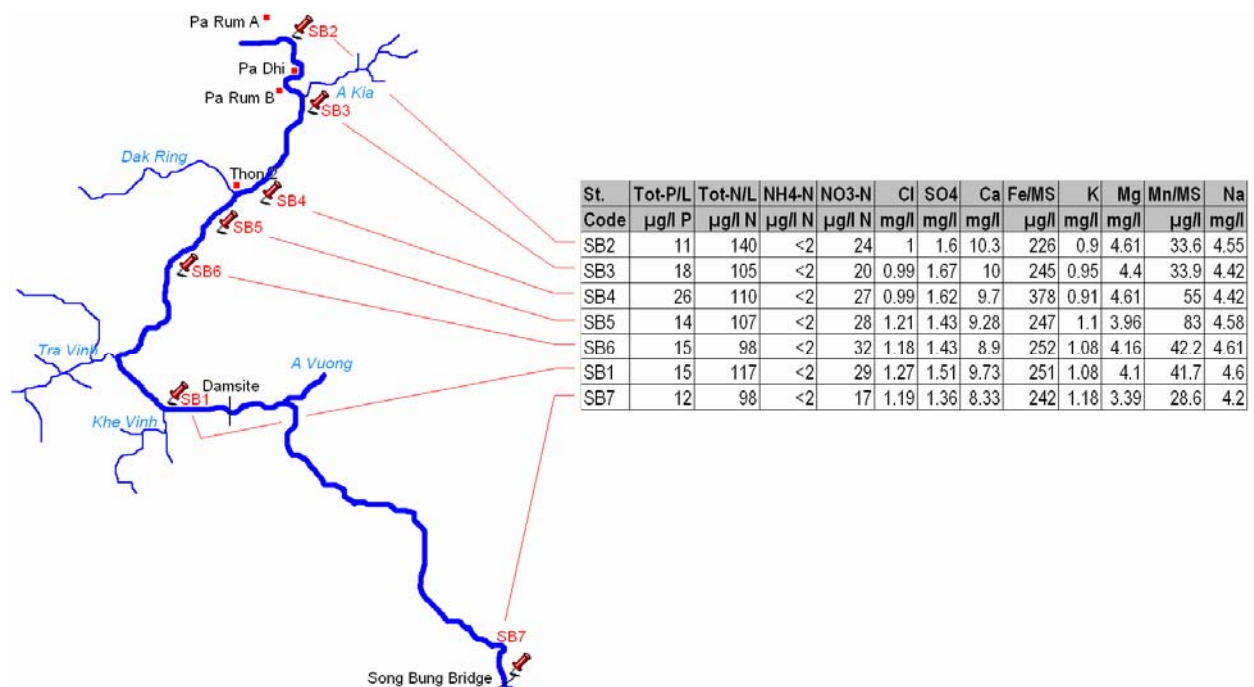 Pa Rum A
SB2
Pa Dhi
Pa Rum B
A Kia
SB3
Dak Ring
Thon 2
SB4
SB5
SB6
Tra Vinh
A Vuong
Damsite
SB1
Khe Vinh
SB7
Song Bung Bridge
St. Tot-P/L Tot-N/L NH4-N NO3-N Cl SO4 Ca Fe/MS K Mg Mn/MS Na
Code µg/l P µg/l N µg/l N µg/l N mg/l mg/l mg/l µg/l mg/l mg/l µg/l mg/l
SB2 11 140 <2 24 1 1.6 10.3 226 0.9 4.61 33.6 4.55
SB3 18 105 <2 20 0.99 1.67 10 245 0.95 4.4 33.9 4.42
SB4 26 110 <2 27 0.99 1.62 9.7 378 0.91 4.61 55 4.42
SB5 14 107 <2 28 1.21 1.43 9.28 247 1.1 3.96 83 4.58
SB6 15 98 <2 32 1.18 1.43 8.9 252 1.08 4.16 42.2 4.61
SB1 15 117 <2 29 1.27 1.51 9.73 251 1.08 4.1 41.7 4.6
SB7 12 98 <2 17 1.19 1.36 8.33 242 1.18 3.39 28.6 4.2